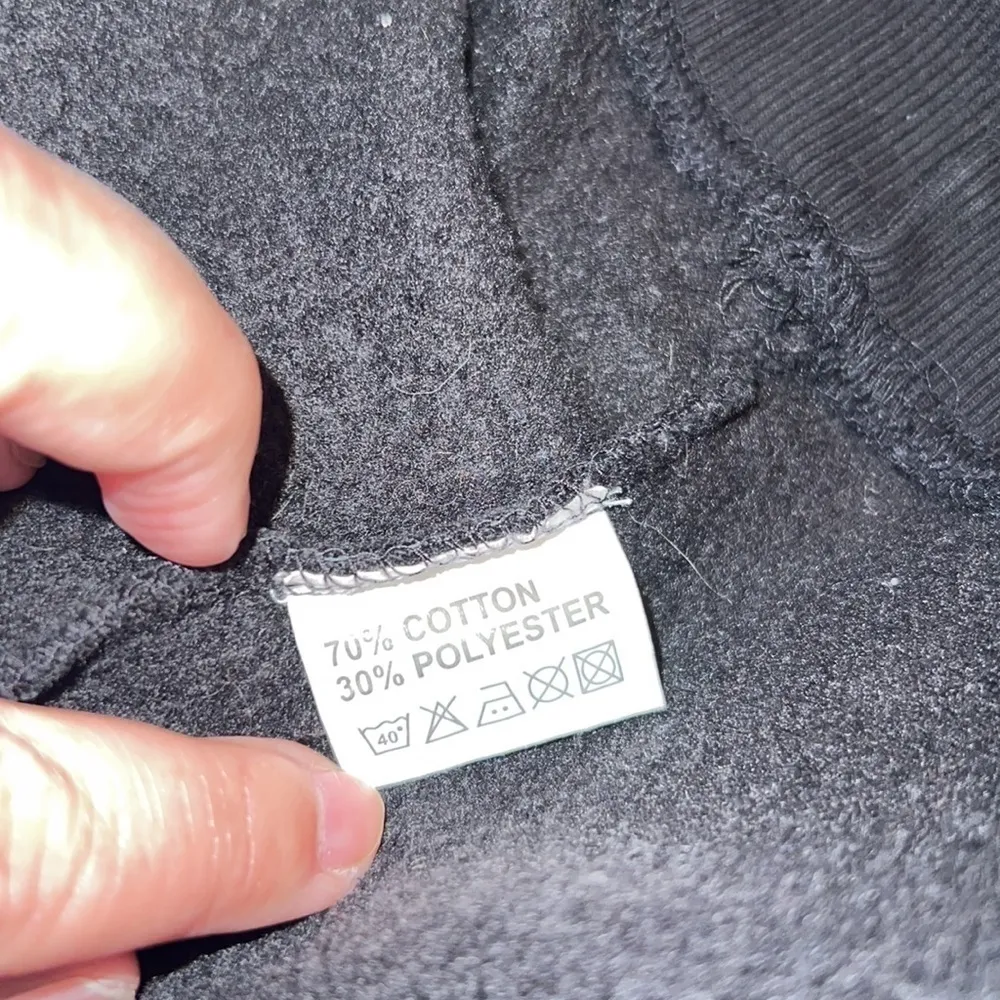 70% COTTON
30% POLYESTER
40°